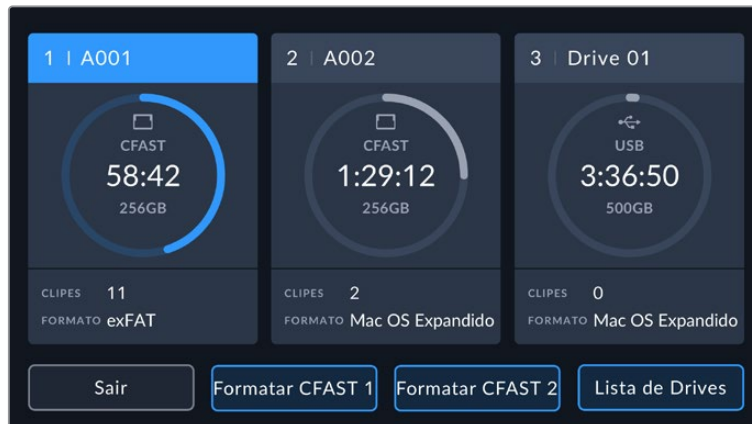 1 | A001
CFAST
58:42
256GB
CLIPES 11
FORMATO exFAT
2 | A002
CFAST
1:29:12
256GB
CLIPES 2
FORMATO Mac OS Expandido
3 | Drive 01
USB
3:36:50
500GB
CLIPES 0
FORMATO Mac OS Expandido
Sair
Formatar CFAST 1
Formatar CFAST 2
Lista de Drives